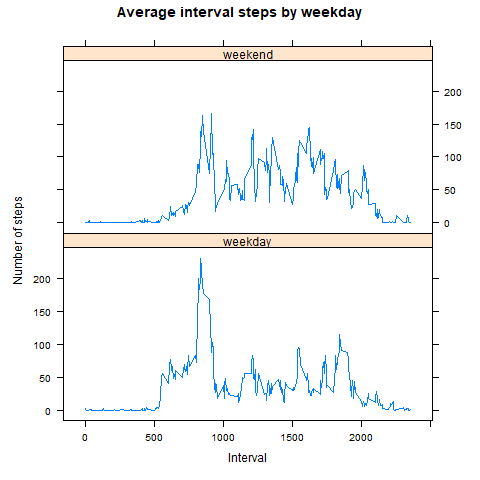 Average interval steps by weekday
weekend
200
150
100
50
0
weekday
200
150
100
50
0
Number of steps
0 500 1000 1500 2000
Interval